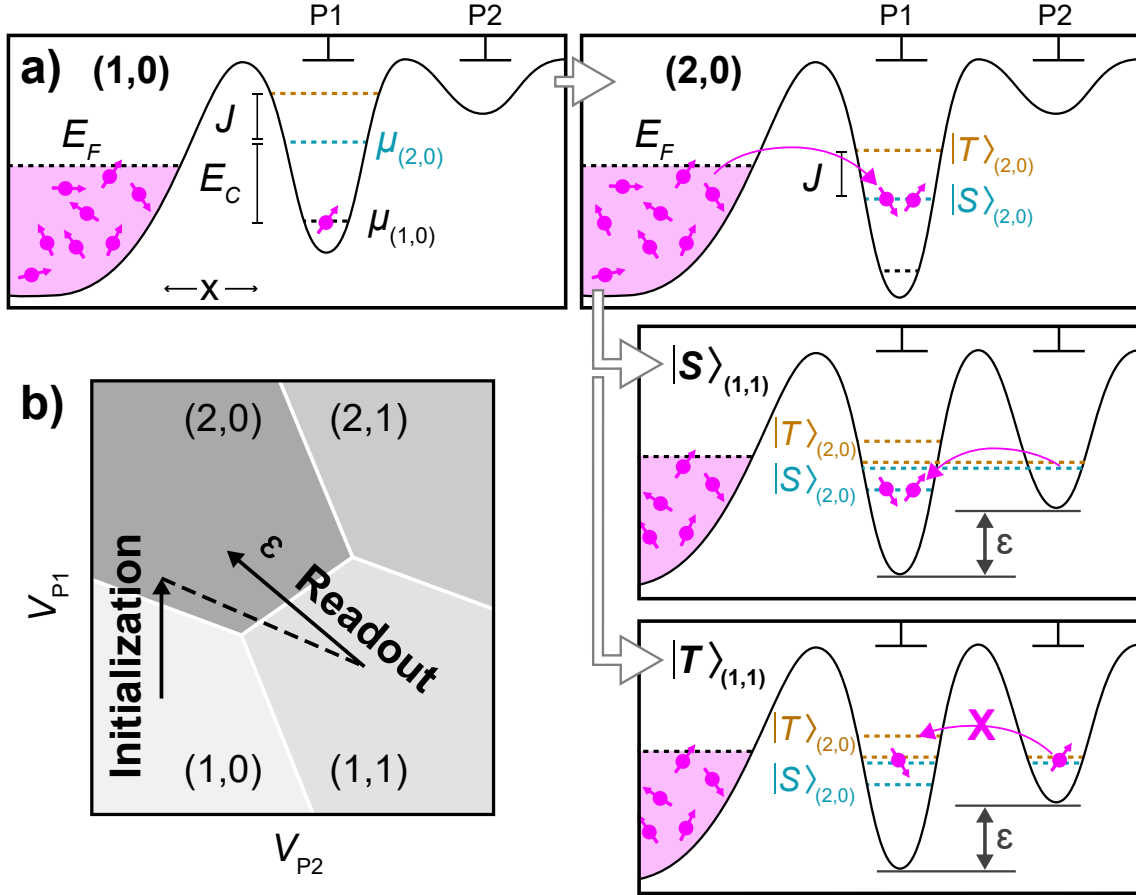 P1
P2
a)
(1,0)
J
E_F
μ_(2,0)
E_C
μ_(1,0)
x
P1
P2
(2,0)
E_F
|T⟩_(2,0)
J
|S⟩_(2,0)
|S⟩_(1,1)
|T⟩_(2,0)
|S⟩_(2,0)
ε
|T⟩_(1,1)
X
|T⟩_(2,0)
|S⟩_(2,0)
ε
b)
(2,0)
(2,1)
ε
Readout
Initialization
V_P1
(1,0)
(1,1)
V_P2